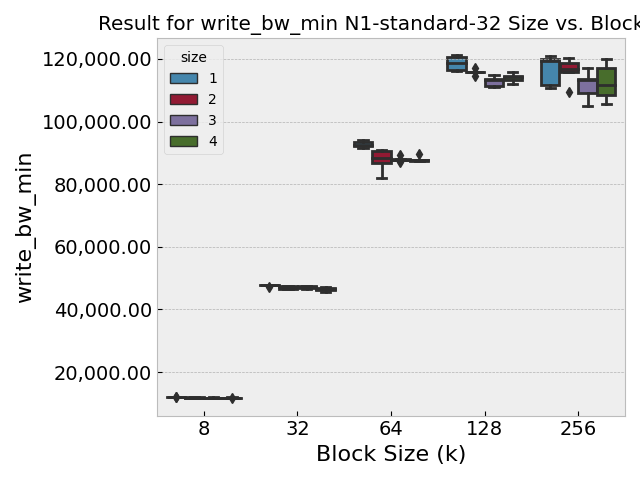 Result for write_bw_min N1-standard-32 Size vs. Block
120,000.00
100,000.00
80,000.00
60,000.00
40,000.00
20,000.00
write_bw_min
size
1
2
3
4
8 32 64 128 256
Block Size (k)